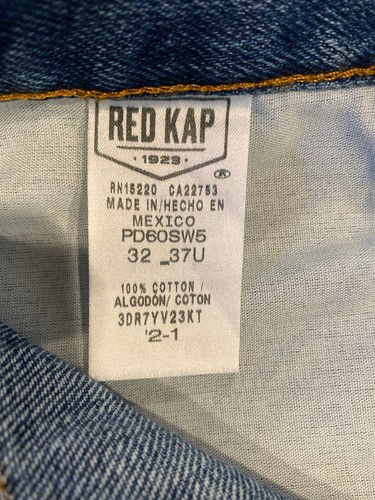 RED KAP
· 1923 ·
®
RN15220 CA22753
MADE IN/HECHO EN
MEXICO
PD60SW5
32 _37U
100% COTTON /
ALGODÓN/ COTON
3DR7YV23KT
'2-1